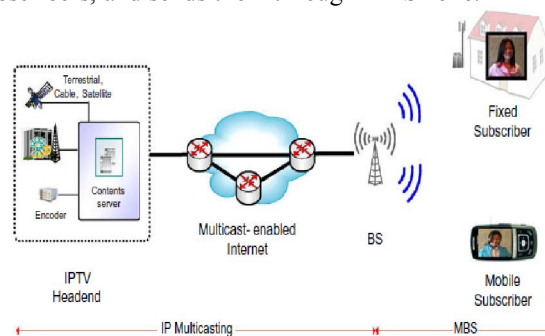 Terrestrial,
Cable, Satellite
Contents
server
Encoder
IPTV
Headend
Multicast- enabled
Internet
BS
Fixed
Subscriber
Mobile
Subscriber
IP Multicasting
MBS